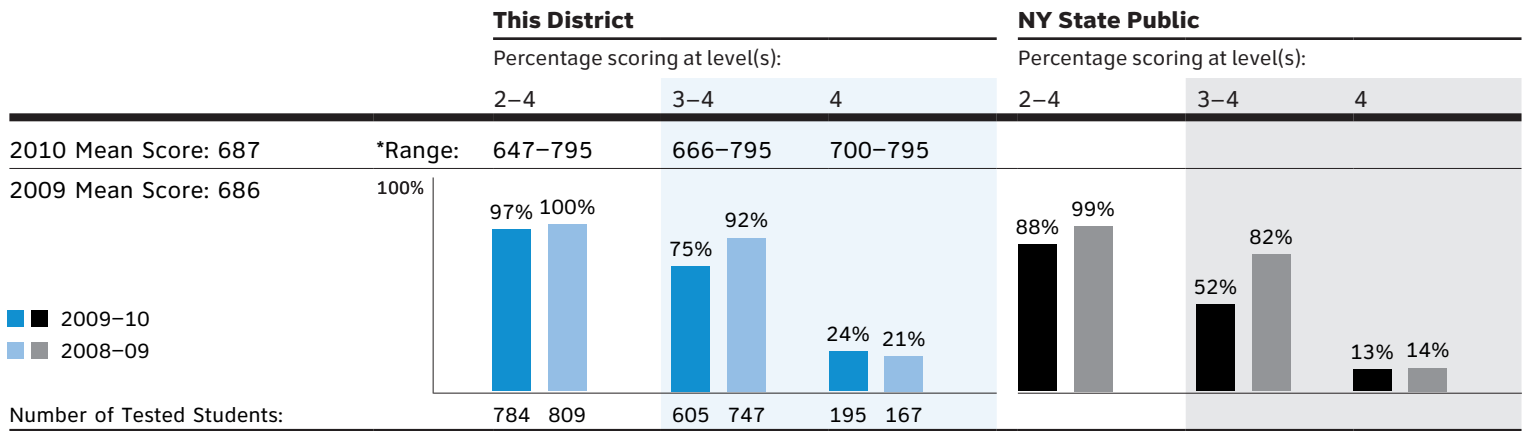 This District NY State Public
Percentage scoring at level(s): Percentage scoring at level(s):
2–4 3–4 4 2–4 3–4 4
2010 Mean Score: 687 *Range: 647–795 666–795 700–795
2009 Mean Score: 686 100%
97% 100% 75% 92% 24% 21% 88% 99% 52% 82% 13% 14%
2009–10
2008–09
Number of Tested Students: 784 809 605 747 195 167